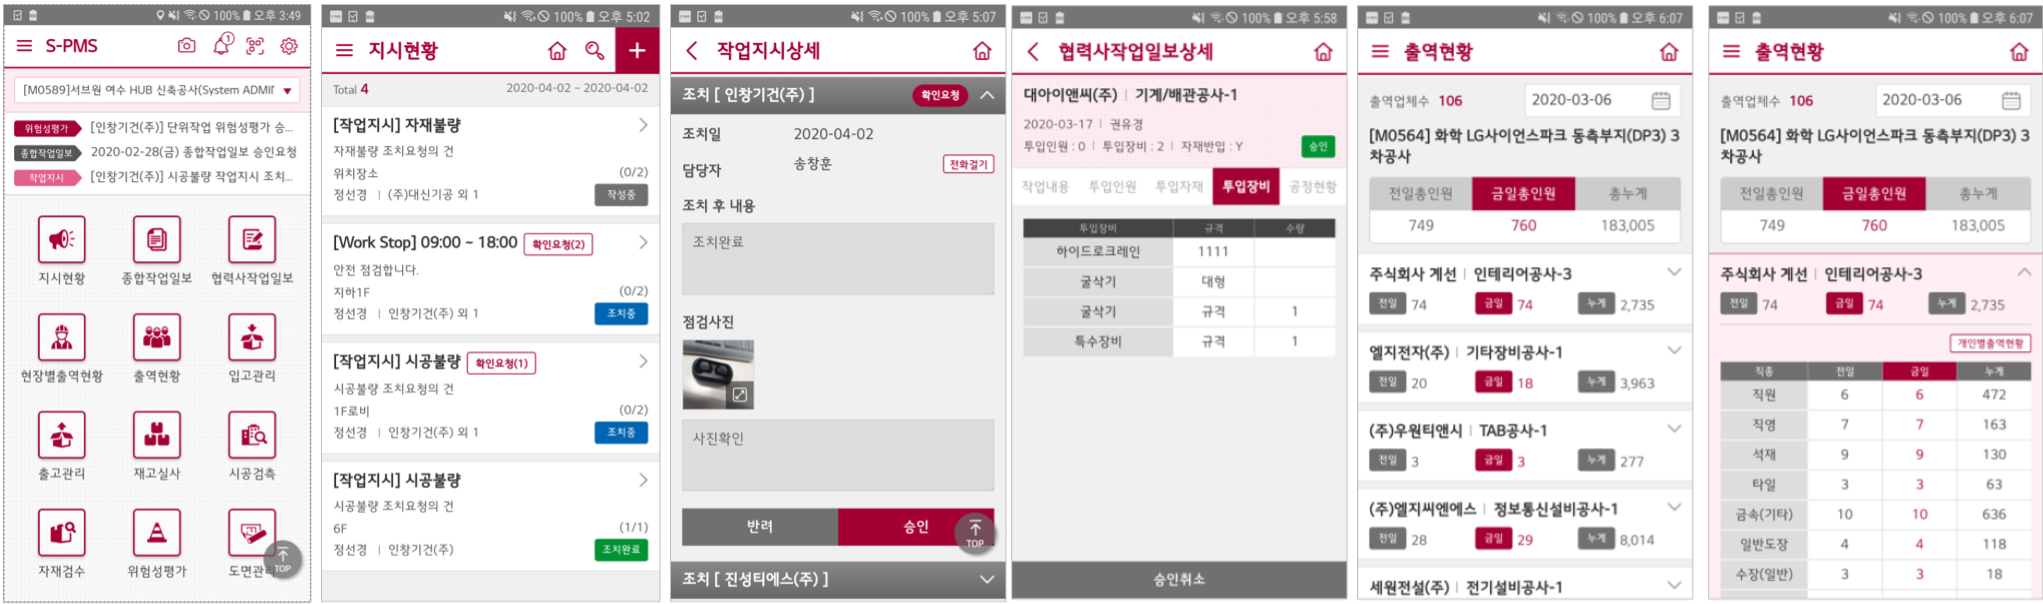 100% 오후 3:49
S-PMS
1
[M0589]서브원 여수 HUB 신축공사(System ADMI
위험성평가 [인창기건(주)] 단위작업 위험성평가 승...
종합작업일보 2020-02-28(금) 종합작업일보 승인요청
작업지시 [인창기건(주)] 시공불량 작업지시 조치...
지시현황 종합작업일보 협력사작업일보
현장별출역현황 출역현황 입고관리
출고관리 재고실사 시공검측
자재검수 위험성평가 도면관
TOP
100% 오후 5:02
지시현황
Total 4 2020-04-02 ~ 2020-04-02
[작업지시] 자재불량
자재불량 조치요청의 건
위치장소 (0/2)
정선경 | (주)대신기공 외 1 작성중
[Work Stop] 09:00 ~ 18:00 확인요청(2)
안전 점검합니다.
지하1F (0/2)
정선경 | 인창기건(주) 외 1 조치중
[작업지시] 시공불량 확인요청(1)
시공불량 조치요청의 건
1F로비 (0/2)
정선경 | 인창기건(주) 외 1 조치중
[작업지시] 시공불량
시공불량 조치요청의 건
6F (1/1)
정선경 | 인창기건(주) 조치완료
100% 오후 5:07
작업지시상세
조치 [ 인창기건(주) ] 확인요청
조치일 2020-04-02
담당자 송창훈 전화걸기
조치 후 내용
조치완료
점검사진
사진확인
반려 승인
TOP
조치 [ 진성티에스(주) ]
100% 오후 5:58
협력사작업일보상세
대아이앤씨(주) | 기계/배관공사-1
2020-03-17 | 권유경
투입인원 : 0 | 투입장비 : 2 | 자재반입 : Y 승인
작업내용 투입인원 투입자재 투입장비 공정현황
투입장비 규격 수량
하이드로크레인 1111
굴삭기 대형
굴삭기 규격 1
특수장비 규격 1
승인취소
100% 오후 6:07
출역현황
출역업체수 106 2020-03-06
[M0564] 화학 LG사이언스파크 동측부지(DP3) 3
차공사
전일총인원 금일총인원 총누계
749 760 183,005
주식회사 계선 | 인테리어공사-3
전일 74 금일 74 누계 2,735
엘지전자(주) | 기타장비공사-1
전일 20 금일 18 누계 3,963
(주)우원티앤시 | TAB공사-1
전일 3 금일 3 누계 277
(주)엘지씨엔에스 | 정보통신설비공사-1
전일 28 금일 29 누계 8,014
세원전설(주) | 전기설비공사-1
100% 오후 6:07
출역현황
출역업체수 106 2020-03-06
[M0564] 화학 LG사이언스파크 동측부지(DP3) 3
차공사
전일총인원 금일총인원 총누계
749 760 183,005
주식회사 계선 | 인테리어공사-3
전일 74 금일 74 누계 2,735
개인별출역현황
직종 전일 금일 누계
직원 6 6 472
직영 7 7 163
석재 9 9 130
타일 3 3 63
금속(기타) 10 10 636
일반도장 4 4 118
수장(일반) 3 3 18